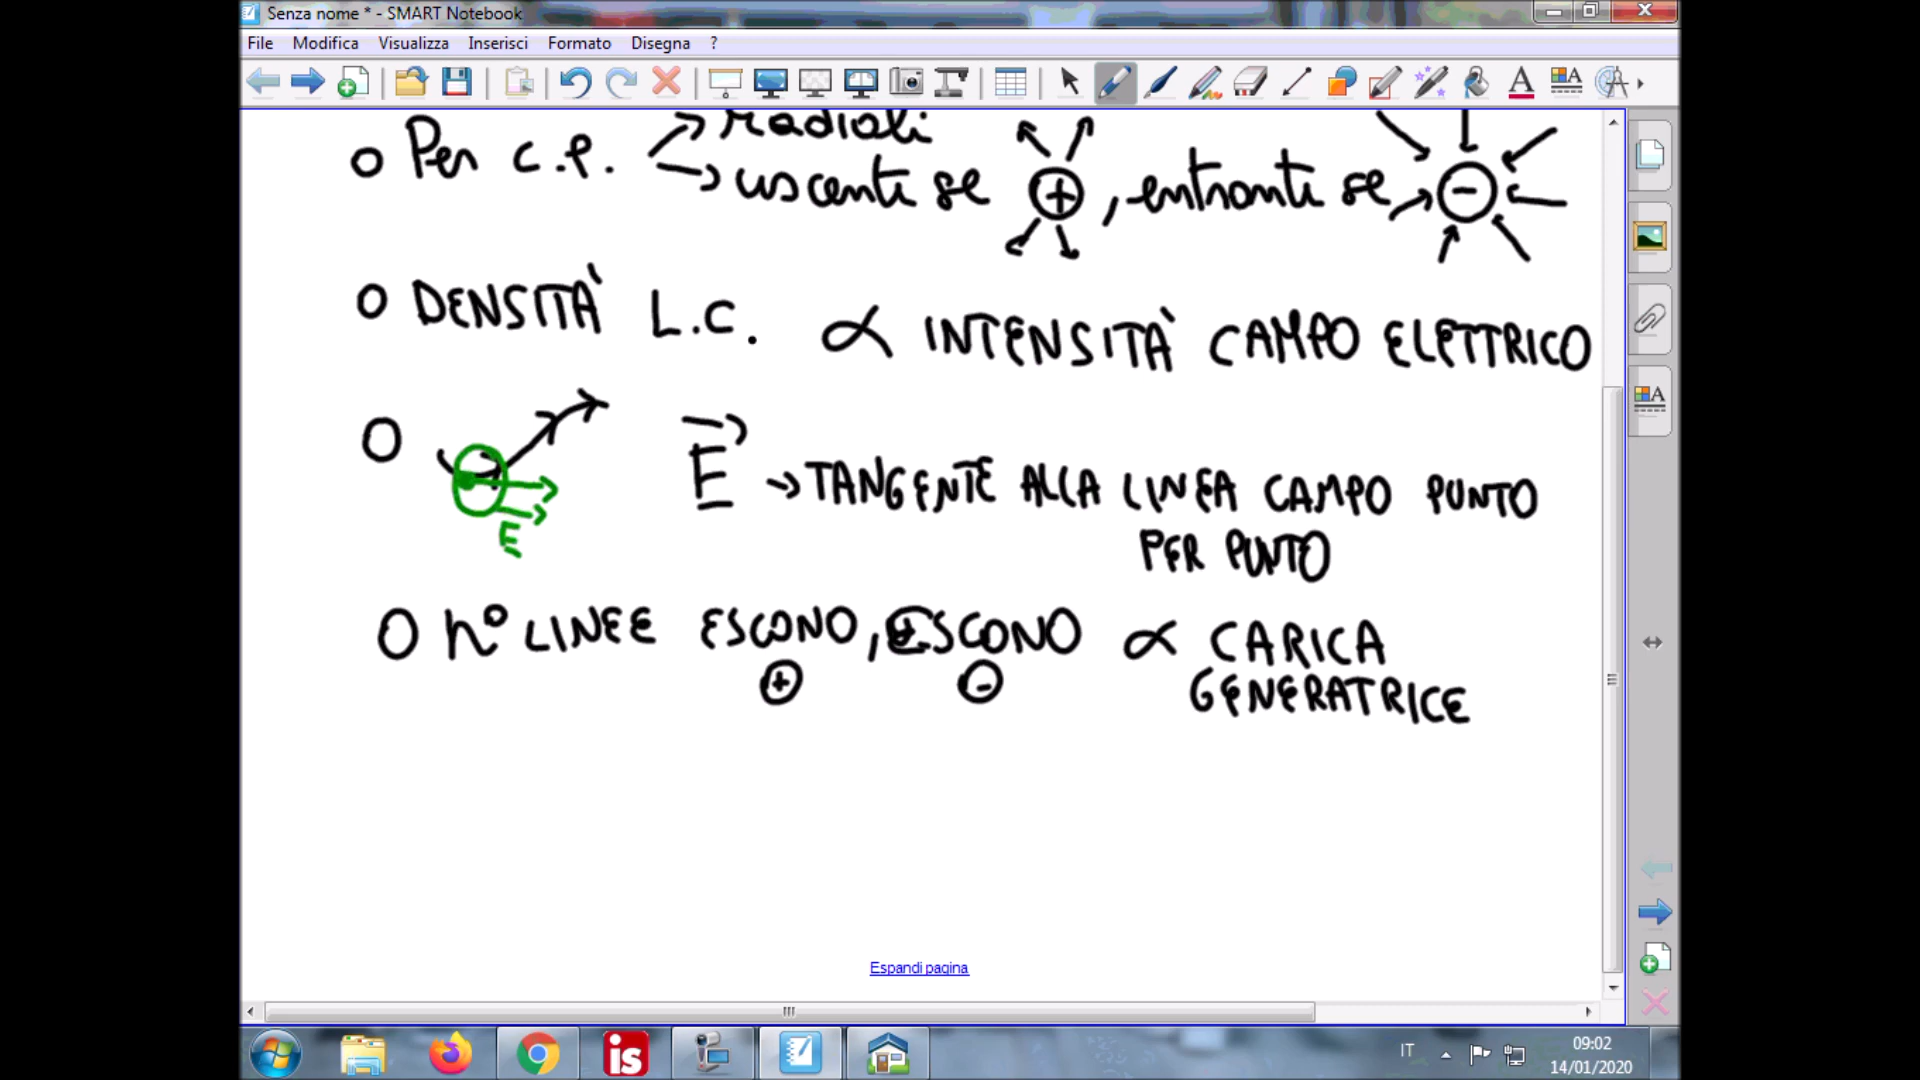 Senza nome * - SMART Notebook
File Modifica Visualizza Inserisci Formato Disegna ?
radiali
o Per c.p. → uscenti se +, entranti se -
o DENSITÀ L.C. ∝ INTENSITÀ CAMPO ELETTRICO
o E → TANGENTE ALLA LINEA CAMPO PUNTO
PER PUNTO
E
o n° LINEE ESCONO, ESCONO ∝ CARICA
+ - GENERATRICE
Espandi pagina
is
IT
09:02
14/01/2020